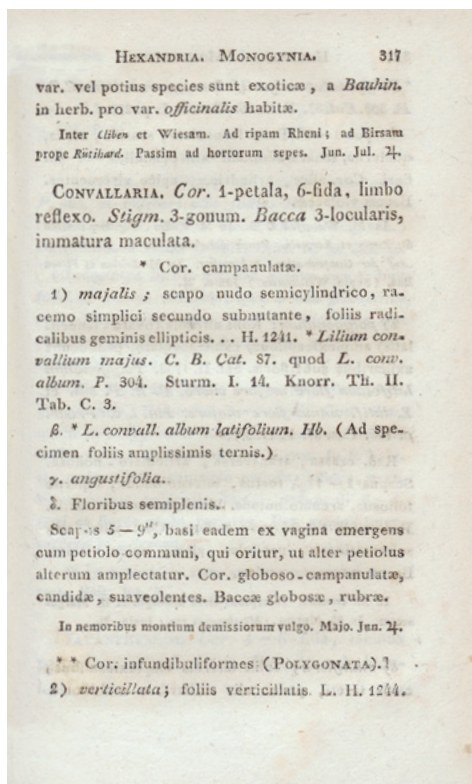 HEXANDRIA. MONOGYNIA. 317
var. vel potius species sunt exoticæ, a Bauhin.
in herb. pro var. officinalis habitæ.
Inter Cliben et Wiesam. Ad ripam Rheni; ad Birsam
prope Rütihard. Passim ad hortorum sepes. Jun. Jul. ♃.
CONVALLARIA. Cor. 1-petala, 6-fida, limbo
reflexo. Stigm. 3-gonum. Bacca 3-locularis,
immatura maculata.
* Cor. campanulatæ.
1) majalis; scapo nudo semicylindrico, ra-
cemo simplici secundo subnutante, foliis radi-
calibus geminis ellipticis. . . H. 1241. * Lilium con-
vallium majus. C. B. Cat. 87. quod L. conv.
album. P. 304. Sturm. I. 14. Knorr. Th. II.
Tab. C. 3.
β. * L. convall. album latifolium. Hb. (Ad spe-
cimen foliis amplissimis ternis.)
γ. angustifolia.
δ. Floribus semiplenis.
Scapus 5 — 9", basi eadem ex vagina emergens
cum petiolo communi, qui oritur, ut alter petiolus
alterum amplectatur. Cor. globoso-campanulatæ,
candidæ, suaveolentes. Baccæ globosæ, rubræ.
In nemoribus montium demissiorum vulgo. Majo. Jun. ♃.
* * Cor. infundibuliformes (POLYGONATA).
2) verticillata; foliis verticillatis L. H. 1244.